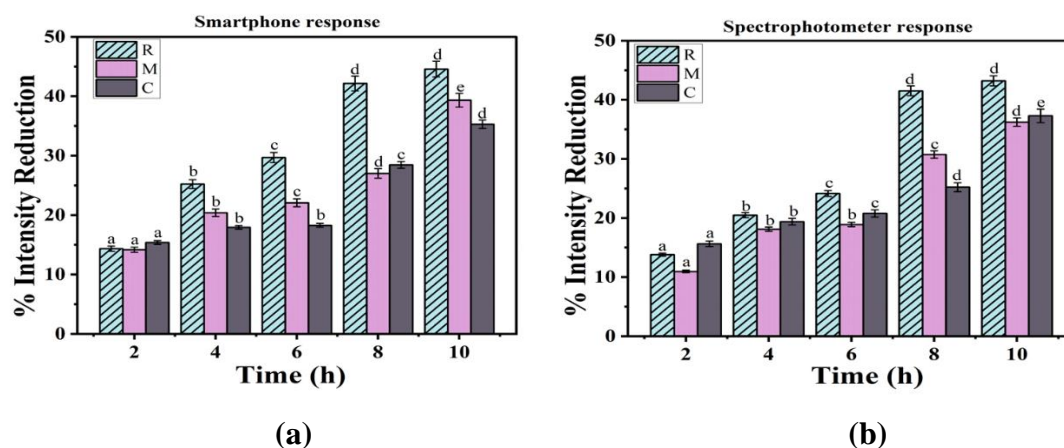 Smartphone response
50
40
30
20
10
0
% Intensity Reduction
R
M
C
a a a
b b b
c c b
d d c
d e d
2 4 6 8 10
Time (h)
(a)
Spectrophotometer response
50
40
30
20
10
0
% Intensity Reduction
R
M
C
a a a
b b b
c b c
d c d
d d e
2 4 6 8 10
Time (h)
(b)